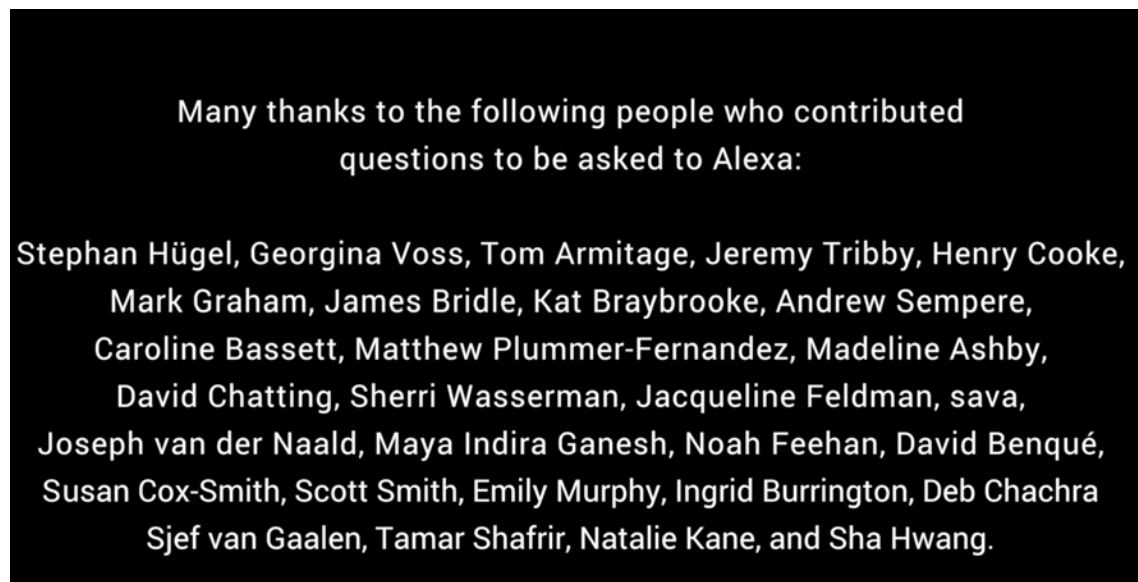 Many thanks to the following people who contributed
questions to be asked to Alexa:
Stephan Hügel, Georgina Voss, Tom Armitage, Jeremy Tribby, Henry Cooke,
Mark Graham, James Bridle, Kat Braybrooke, Andrew Sempere,
Caroline Bassett, Matthew Plummer-Fernandez, Madeline Ashby,
David Chatting, Sherri Wasserman, Jacqueline Feldman, sava,
Joseph van der Naald, Maya Indira Ganesh, Noah Feehan, David Benqué,
Susan Cox-Smith, Scott Smith, Emily Murphy, Ingrid Burrington, Deb Chachra
Sjef van Gaalen, Tamar Shafrir, Natalie Kane, and Sha Hwang.